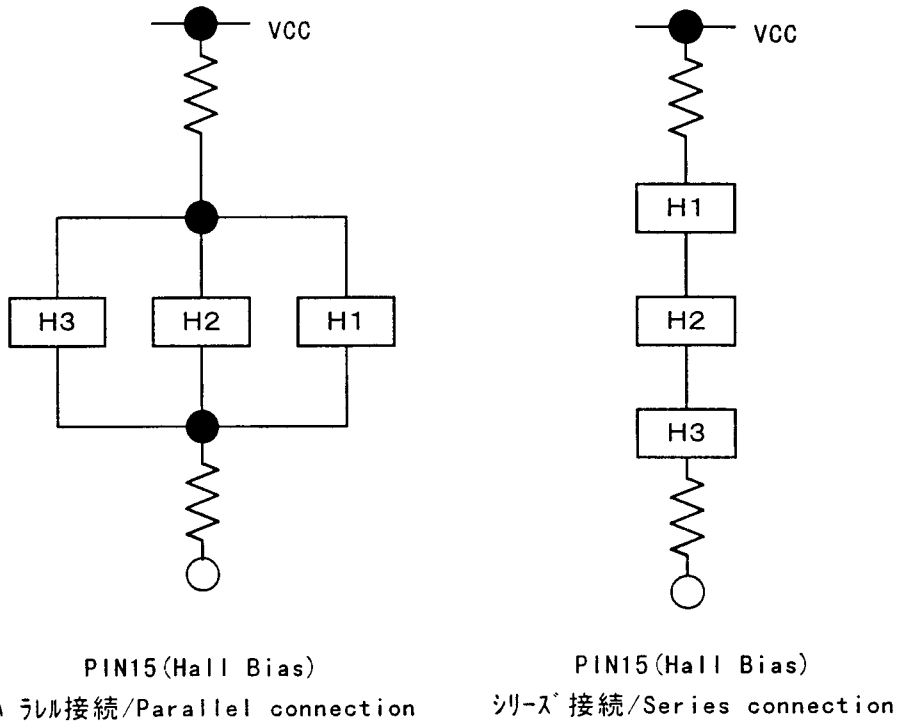 VCC
H3
H2
H1
PIN15(Hall Bias)
ラレル接続/Parallel connection
VCC
H1
H2
H3
PIN15(Hall Bias)
シリーズ接続/Series connection